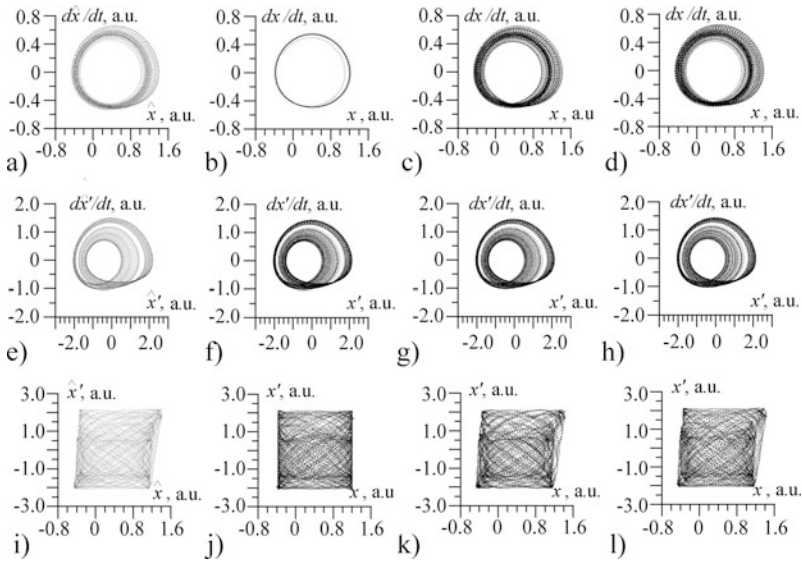 dx̂/dt, a.u. dx/dt, a.u. dx/dt, a.u. dx/dt, a.u.
0.8 0.8 0.8 0.8
0.4 0.4 0.4 0.4
0 0 0 0
-0.4 -0.4 -0.4 -0.4
x̂, a.u. x, a.u. x, a.u. x, a.u.
-0.8 -0.8 -0.8 -0.8
-0.8 0 0.8 1.6 -0.8 0 0.8 1.6 -0.8 0 0.8 1.6 -0.8 0 0.8 1.6
a) b) c) d)
dx̂'/dt, a.u. dx'/dt, a.u. dx'/dt, a.u. dx'/dt, a.u.
2.0 2.0 2.0 2.0
1.0 1.0 1.0 1.0
0 0 0 0
-1.0 -1.0 -1.0 -1.0
x̂', a.u. x', a.u. x', a.u. x', a.u.
-2.0 -2.0 -2.0 -2.0
-2.0 0 2.0 -2.0 0 2.0 -2.0 0 2.0 -2.0 0 2.0
e) f) g) h)
x̂', a.u. x', a.u. x', a.u. x', a.u.
3.0 3.0 3.0 3.0
1.0 1.0 1.0 1.0
-1.0 -1.0 -1.0 -1.0
x̂, a.u. x, a.u. x, a.u. x, a.u.
-3.0 -3.0 -3.0 -3.0
-0.8 0 0.8 1.6 -0.8 0 0.8 1.6 -0.8 0 0.8 1.6 -0.8 0 0.8 1.6
i) j) k) l)